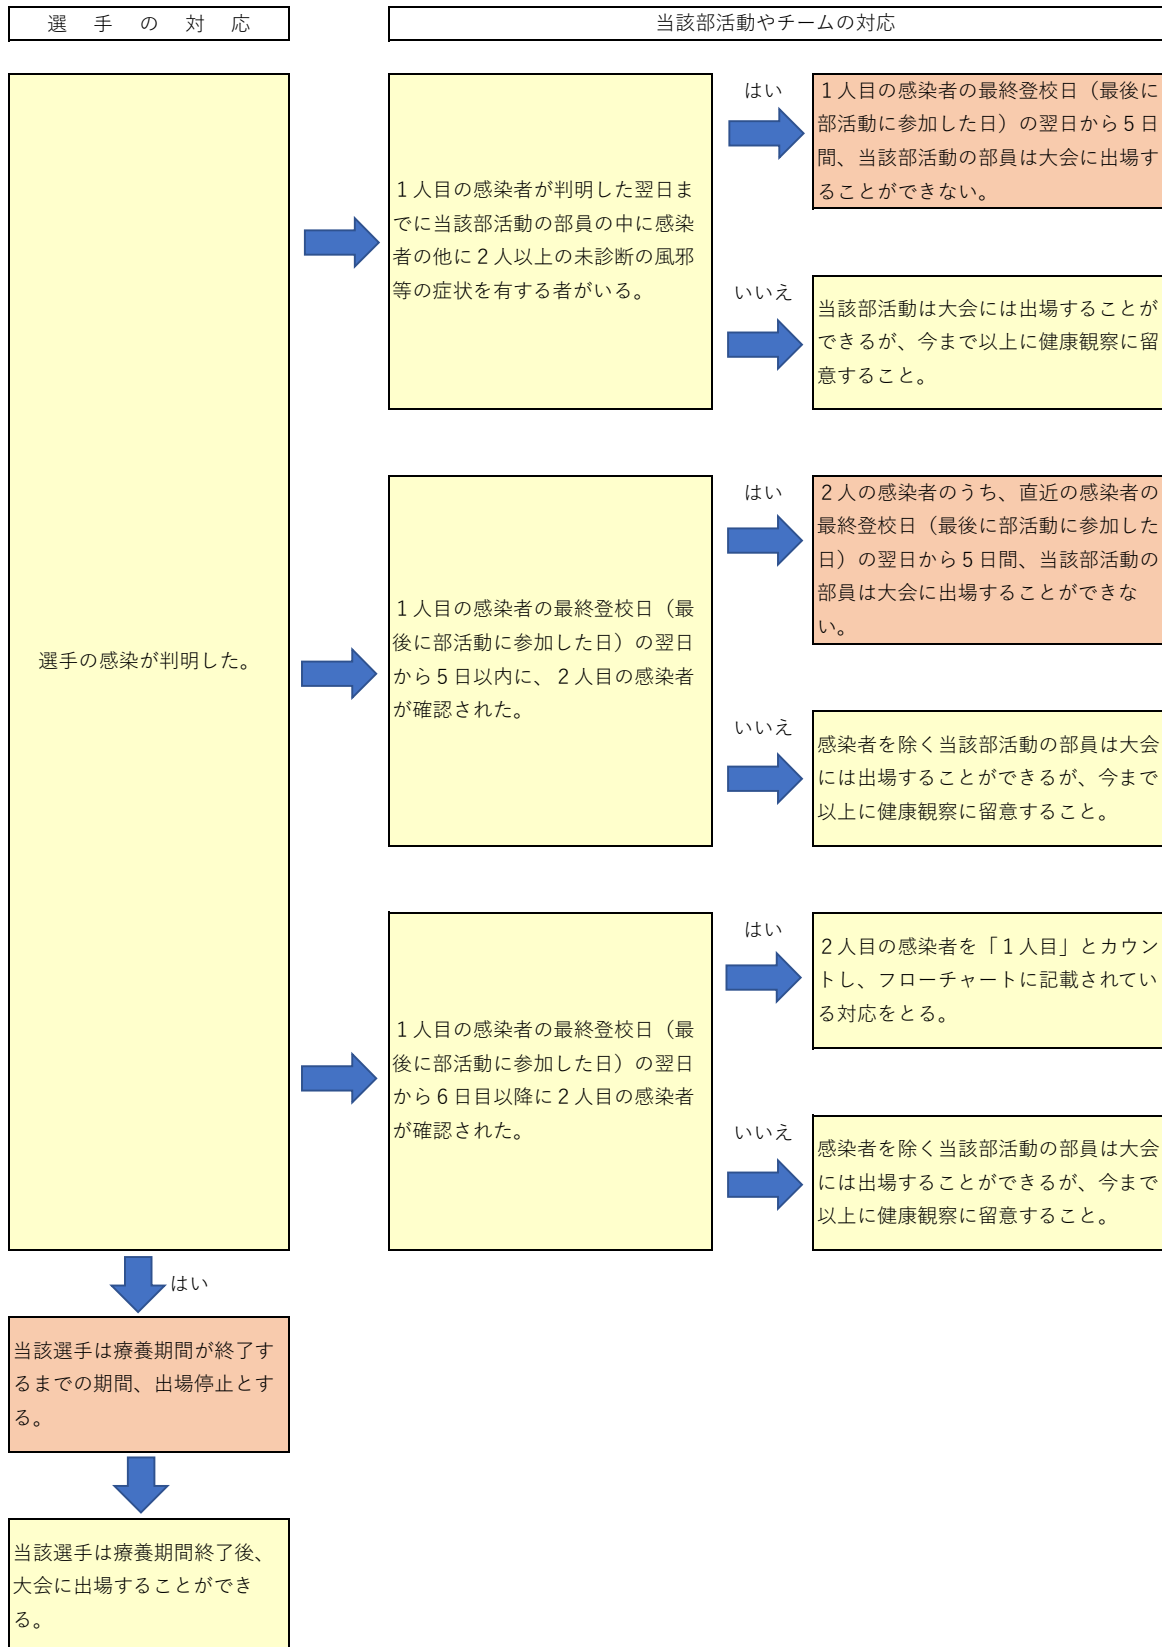 選手の対応
当該部活動やチームの対応
選手の感染が判明した。
１人目の感染者が判明した翌日ま
でに当該部活動の部員の中に感染
者の他に２人以上の未診断の風邪
等の症状を有する者がいる。
はい
１人目の感染者の最終登校日（最後に
部活動に参加した日）の翌日から５日
間、当該部活動の部員は大会に出場す
ることができない。
いいえ
当該部活動は大会には出場することが
できるが、今まで以上に健康観察に留
意すること。
１人目の感染者の最終登校日（最
後に部活動に参加した日）の翌日
から５日以内に、２人目の感染者
が確認された。
はい
２人の感染者のうち、直近の感染者の
最終登校日（最後に部活動に参加した
日）の翌日から５日間、当該部活動の
部員は大会に出場することができな
い。
いいえ
感染者を除く当該部活動の部員は大会
には出場することができるが、今まで
以上に健康観察に留意すること。
１人目の感染者の最終登校日（最
後に部活動に参加した日）の翌日
から６日目以降に２人目の感染者
が確認された。
はい
２人目の感染者を「１人目」とカウン
トし、フローチャートに記載されてい
る対応をとる。
いいえ
感染者を除く当該部活動の部員は大会
には出場することができるが、今まで
以上に健康観察に留意すること。
はい
当該選手は療養期間が終了す
るまでの期間、出場停止とす
る。
当該選手は療養期間終了後、
大会に出場することができ
る。